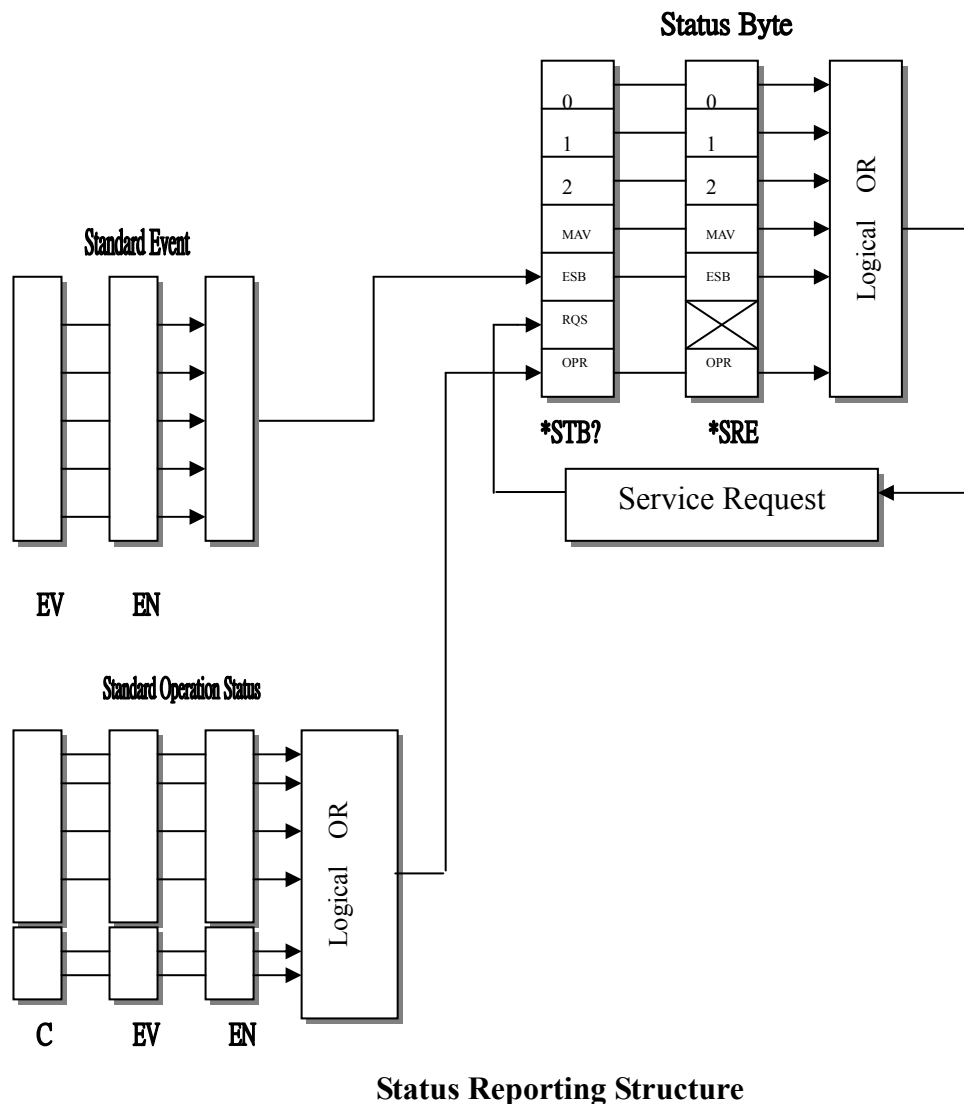 Status Byte
0 0
1 1
2 2
MAV MAV
ESB ESB
RQS
OPR OPR
Logical OR
*STB? *SRE
Service Request
Standard Event
EV EN
Standard Operation Status
Logical OR
C EV EN
Status Reporting Structure